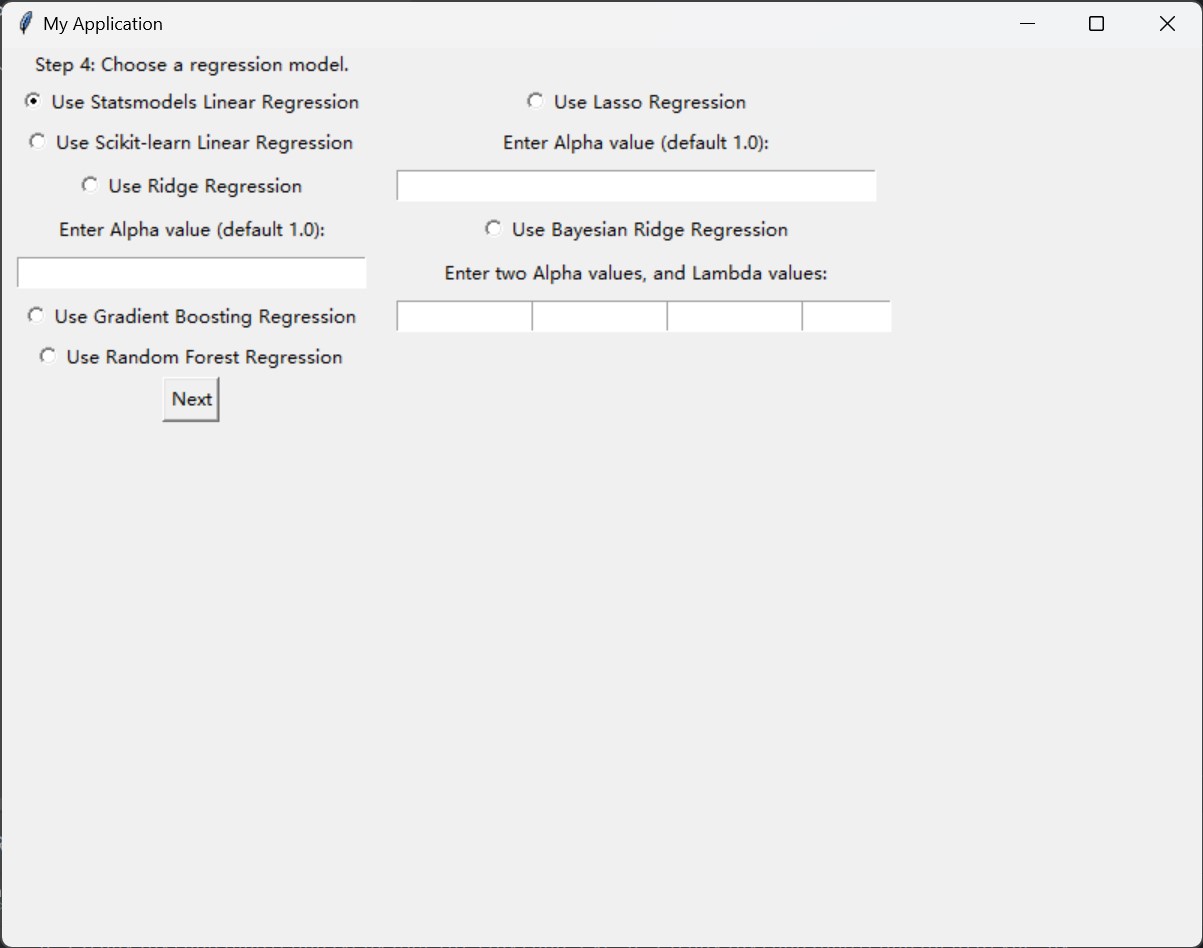 My Application
Step 4: Choose a regression model.
Use Statsmodels Linear Regression
Use Scikit-learn Linear Regression
Use Ridge Regression
Enter Alpha value (default 1.0):
Use Gradient Boosting Regression
Use Random Forest Regression
Next
Use Lasso Regression
Enter Alpha value (default 1.0):
Use Bayesian Ridge Regression
Enter two Alpha values, and Lambda values: